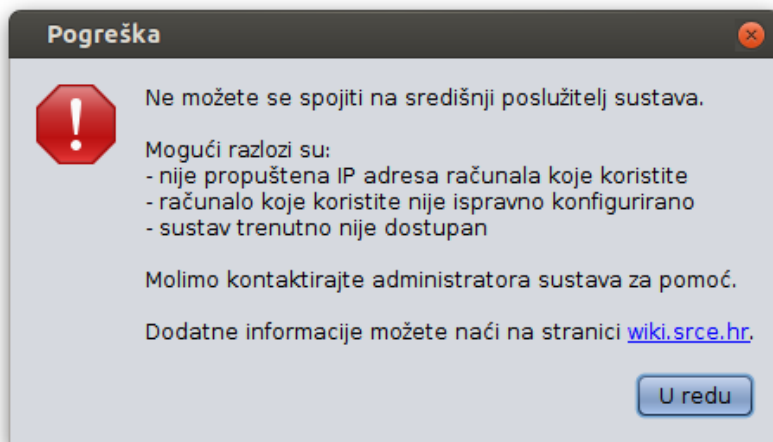 Pogreška
Ne možete se spojiti na središnji poslužitelj sustava.
Mogući razlozi su:
- nije propuštena IP adresa računala koje koristite
- računalo koje koristite nije ispravno konfigurirano
- sustav trenutno nije dostupan
Molimo kontaktirajte administratora sustava za pomoć.
Dodatne informacije možete naći na stranici wiki.srce.hr.
U redu